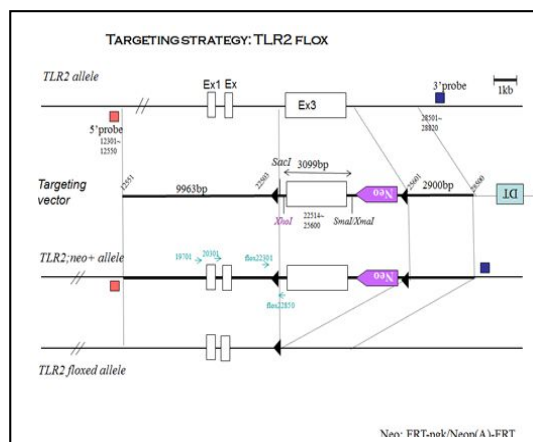 TARGETING STRATEGY: TLR2 FLOX
TLR2 allele
Ex1 Ex
Ex3
3'probe
28501~
28820
1kb
5'probe
12301~
12550
SacI
3099bp
12551
9963bp
22503
25601
2900bp
28500
Targeting
vector
Neo
DT
XhoI
22514~
25600
SmaI/XmaI
TLR2;neo+ allele
19701
20301
flox22301
Neo
flox22850
TLR2 floxed allele
Neo: FRT-pgk/Neop(A)-FRT